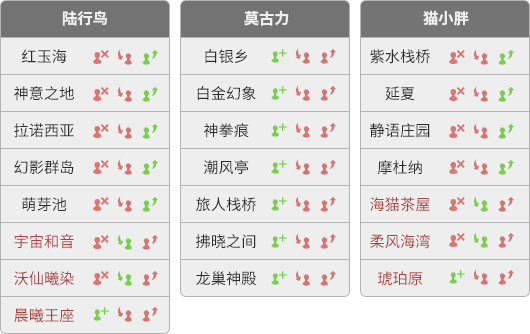 陆行鸟
红玉海
神意之地
拉诺西亚
幻影群岛
萌芽池
宇宙和音
沃仙曦染
晨曦王座
莫古力
白银乡
白金幻象
神拳痕
潮风亭
旅人栈桥
拂晓之间
龙巢神殿
猫小胖
紫水栈桥
延夏
静语庄园
摩杜纳
海猫茶屋
柔风海湾
琥珀原